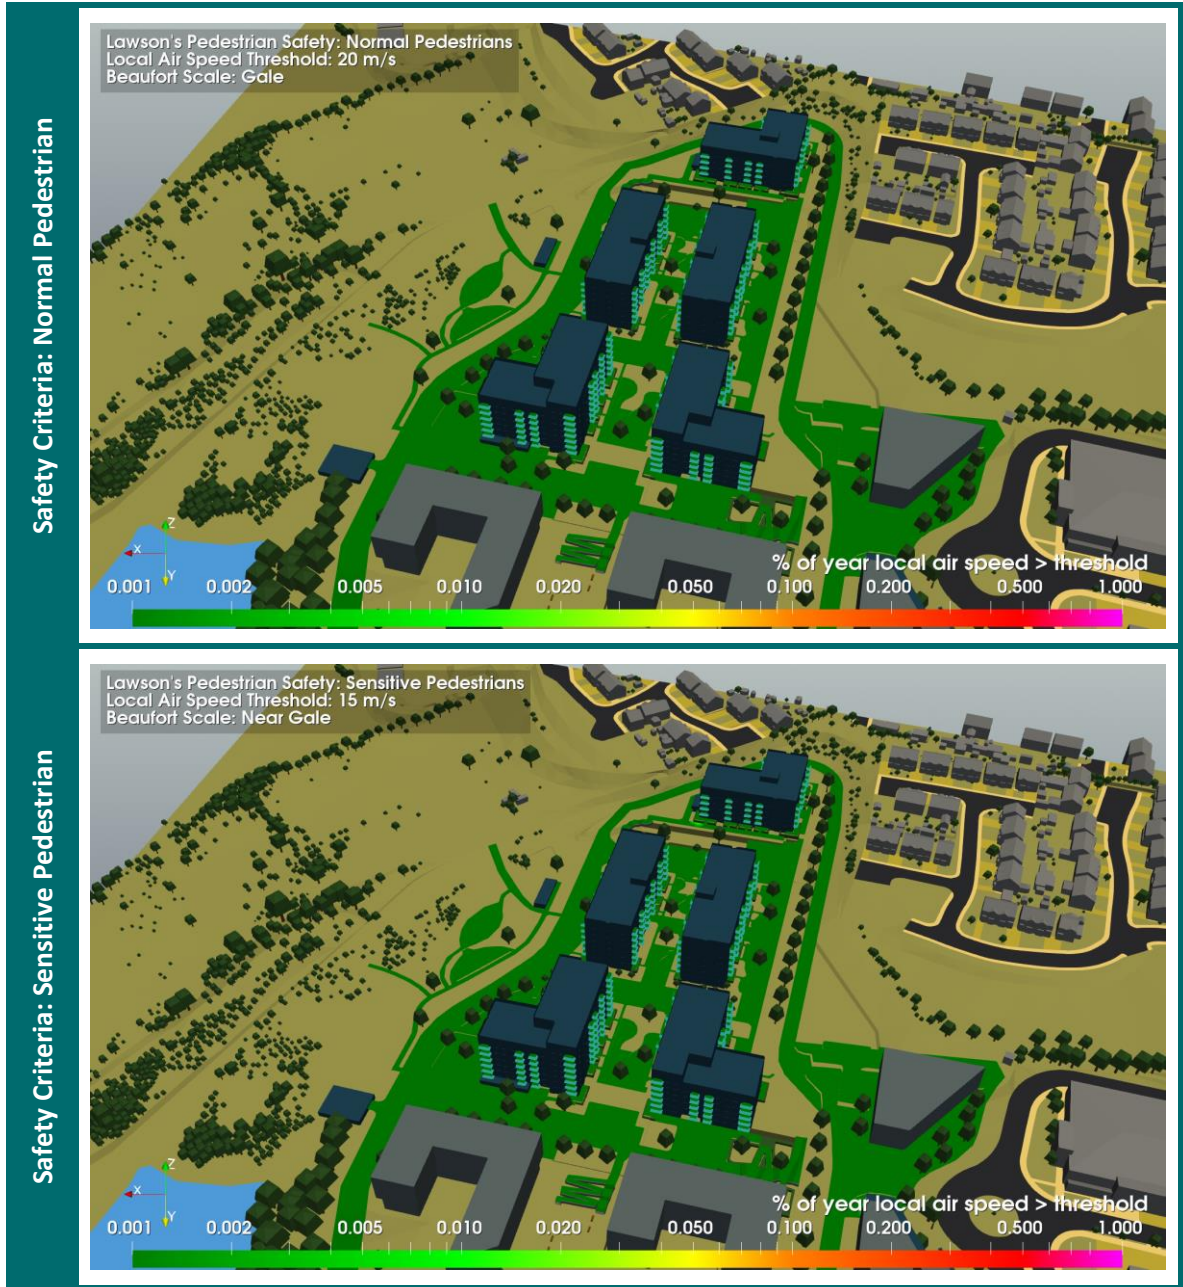 Safety Criteria: Normal Pedestrian
Lawson's Pedestrian Safety: Normal Pedestrians
Local Air Speed Threshold: 20 m/s
Beaufort Scale: Gale
Z
X
Y
% of year local air speed > threshold
0.001 0.002 0.005 0.010 0.020 0.050 0.100 0.200 0.500 1.000
Safety Criteria: Sensitive Pedestrian
Lawson's Pedestrian Safety: Sensitive Pedestrians
Local Air Speed Threshold: 15 m/s
Beaufort Scale: Near Gale
Z
X
Y
% of year local air speed > threshold
0.001 0.002 0.005 0.010 0.020 0.050 0.100 0.200 0.500 1.000